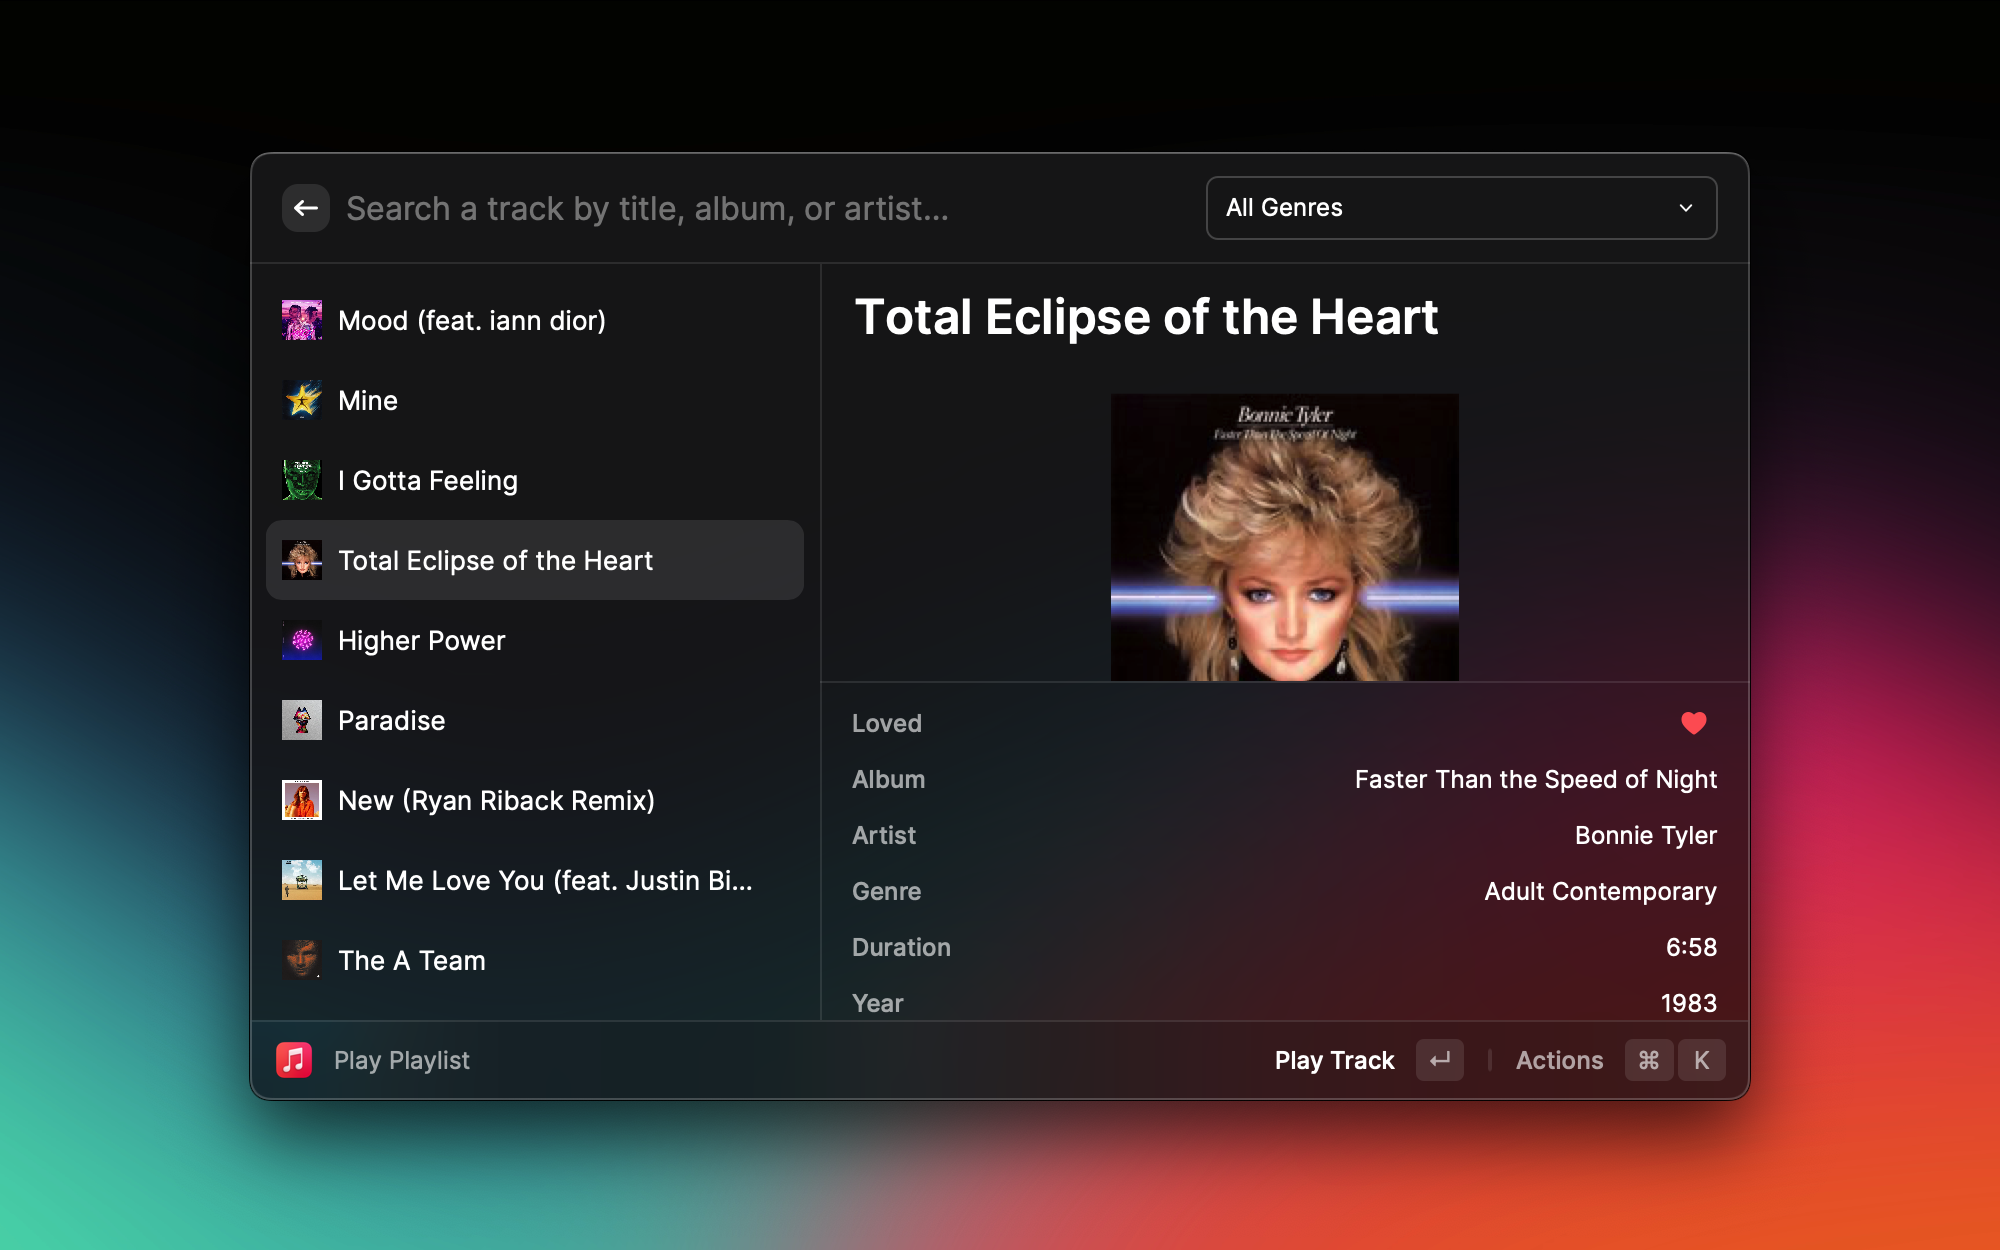 Search a track by title, album, or artist...
All Genres
Mood (feat. iann dior)
Mine
I Gotta Feeling
Total Eclipse of the Heart
Higher Power
Paradise
New (Ryan Riback Remix)
Let Me Love You (feat. Justin Bi...
The A Team
Total Eclipse of the Heart
Bonnie Tyler
Faster Than The Speed Of Night
Loved
Album Faster Than the Speed of Night
Artist Bonnie Tyler
Genre Adult Contemporary
Duration 6:58
Year 1983
Play Playlist
Play Track
Actions ⌘ K